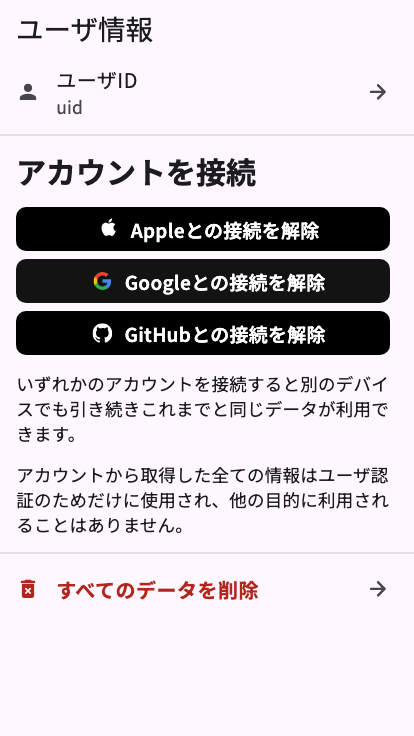 ユーザ情報
ユーザID
uid
アカウントを接続
Appleとの接続を解除
Googleとの接続を解除
GitHubとの接続を解除
いずれかのアカウントを接続すると別のデバイ
スでも引き続きこれまでと同じデータが利用で
きます。
アカウントから取得した全ての情報はユーザ認
証のためだけに使用され、他の目的に利用され
ることはありません。
すべてのデータを削除